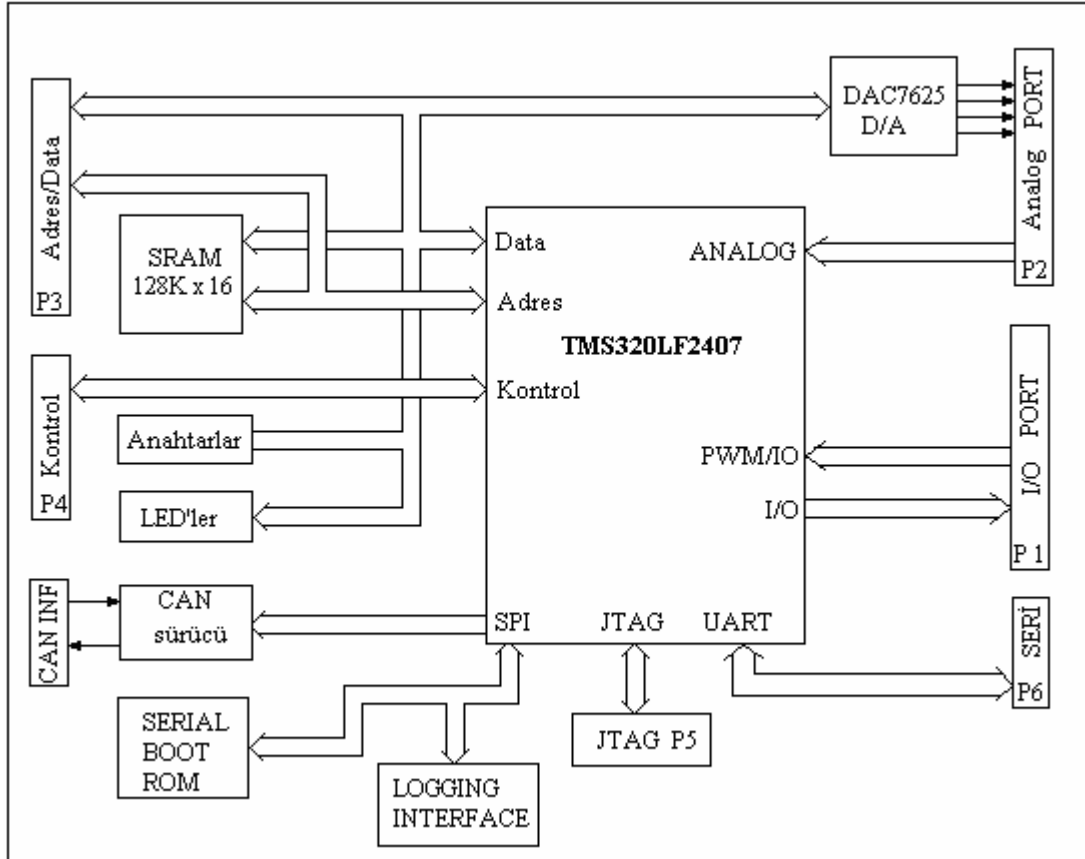 DAC7625
D/A
Analog PORT
P2
Adres/Data
P3
SRAM
128K x 16
Data
Adres
Kontrol
ANALOG
TMS320LF2407
PWM/IO
I/O
SPI
JTAG
UART
Kontrol
P4
Anahtarlar
LED'ler
I/O PORT
P 1
CAN INF
CAN
sürücü
SERİ
P6
SERIAL
BOOT
ROM
LOGGING
INTERFACE
JTAG P5